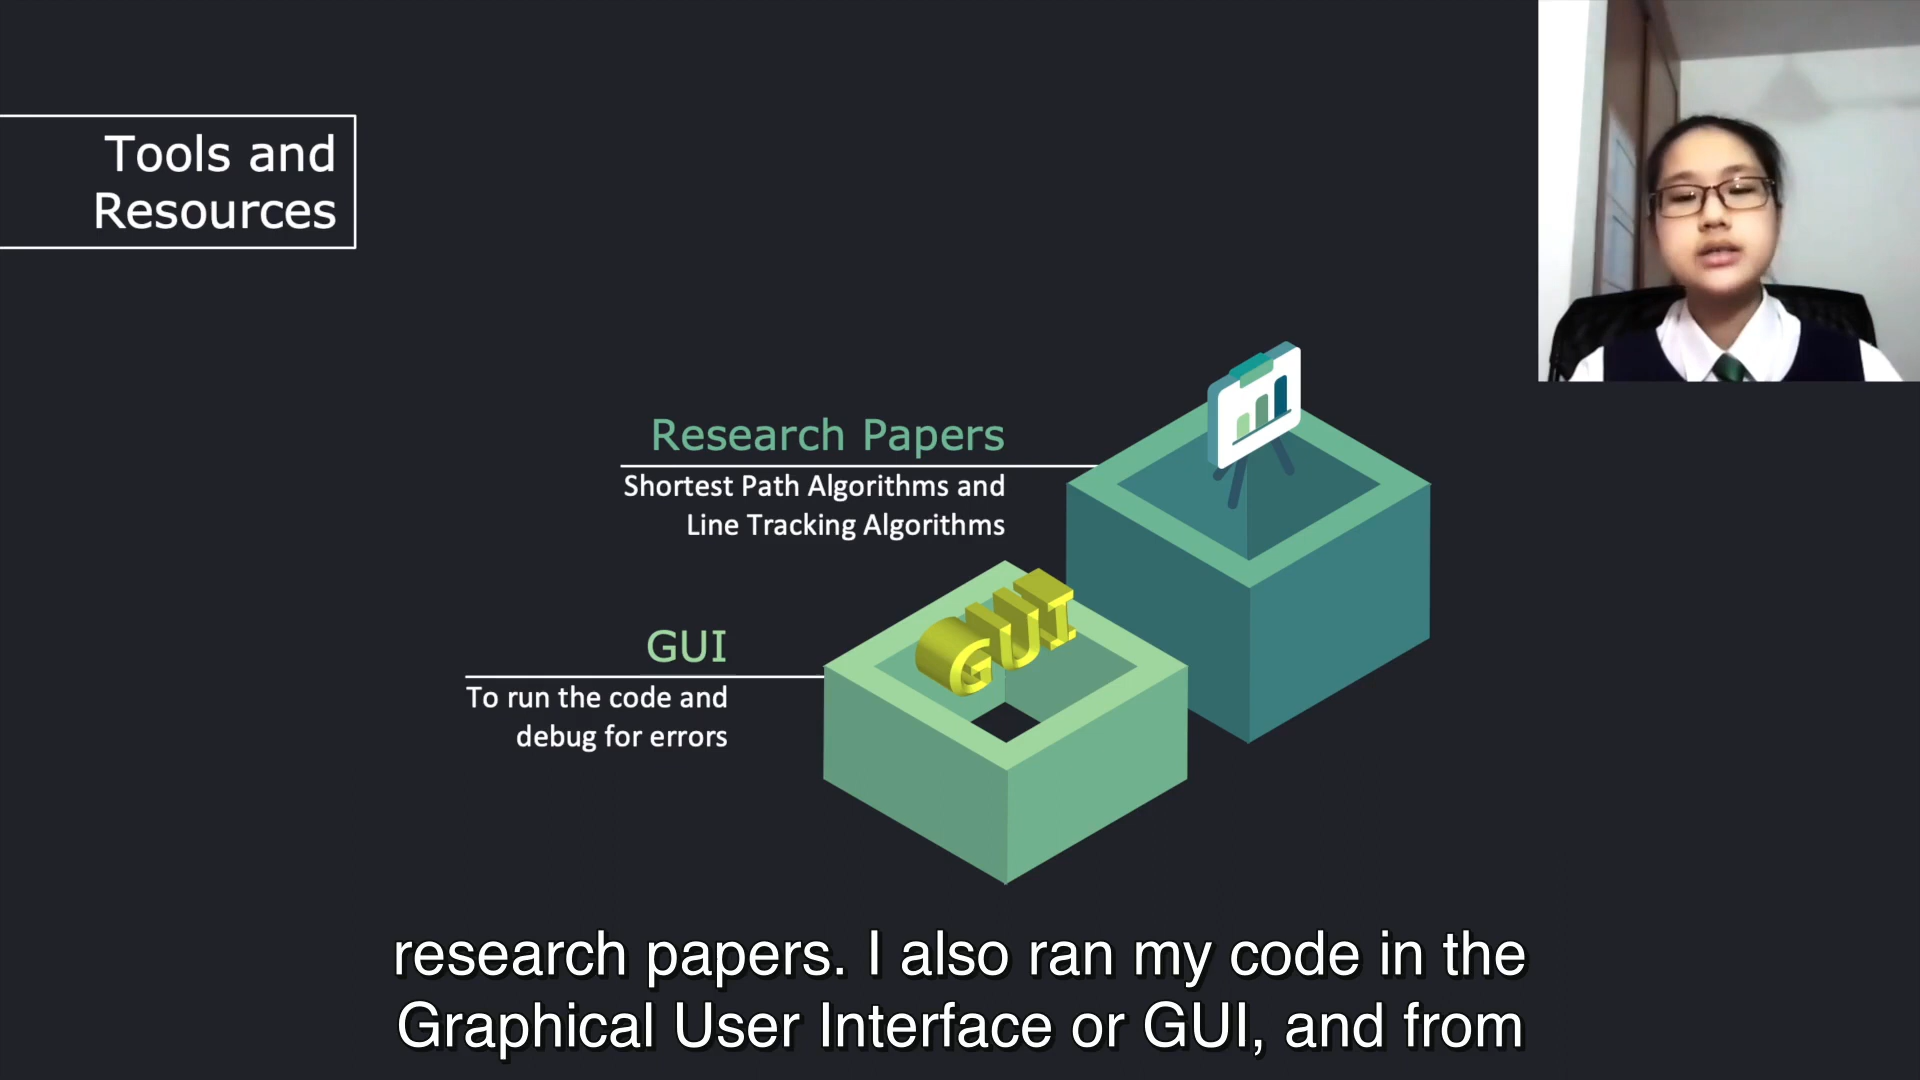 Tools and
Resources
Research Papers
Shortest Path Algorithms and
Line Tracking Algorithms
GUI
GUI
To run the code and
debug for errors
research papers. I also ran my code in the
Graphical User Interface or GUI, and from